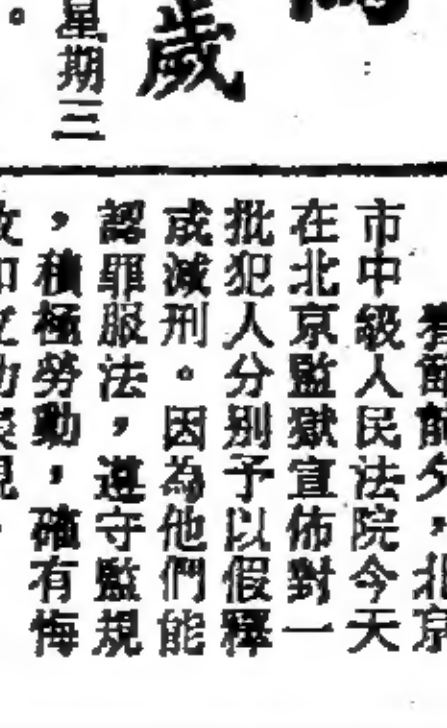 歲
星期三
。
春節前夕，北京
市中級人民法院今天
在北京監獄宣佈對一
批犯人分別予以假釋
或減刑。因為他們能
認罪服法，遵守監規
，積極勞動，確有悔